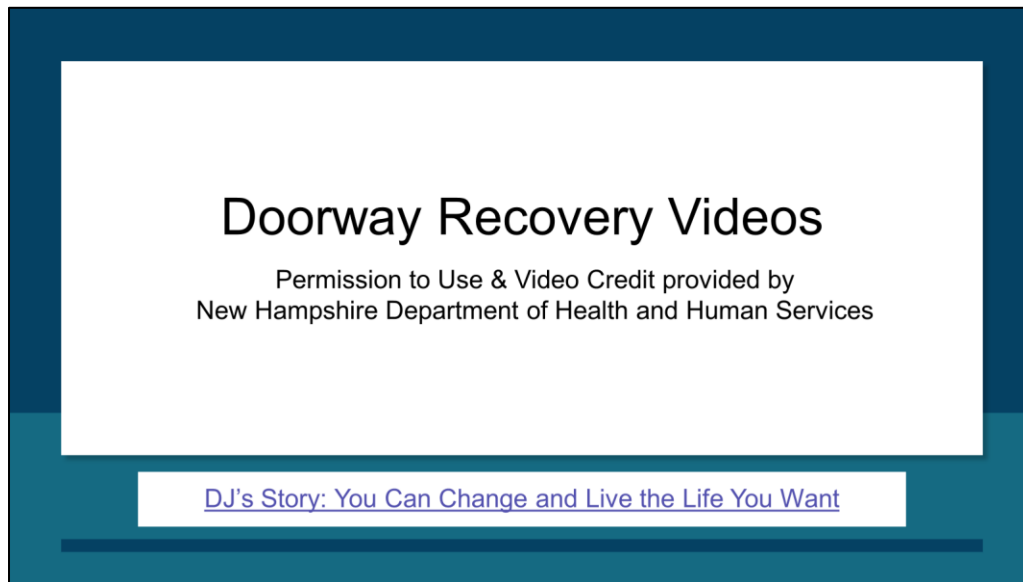 Doorway Recovery Videos
Permission to Use & Video Credit provided by
New Hampshire Department of Health and Human Services
DJ’s Story: You Can Change and Live the Life You Want